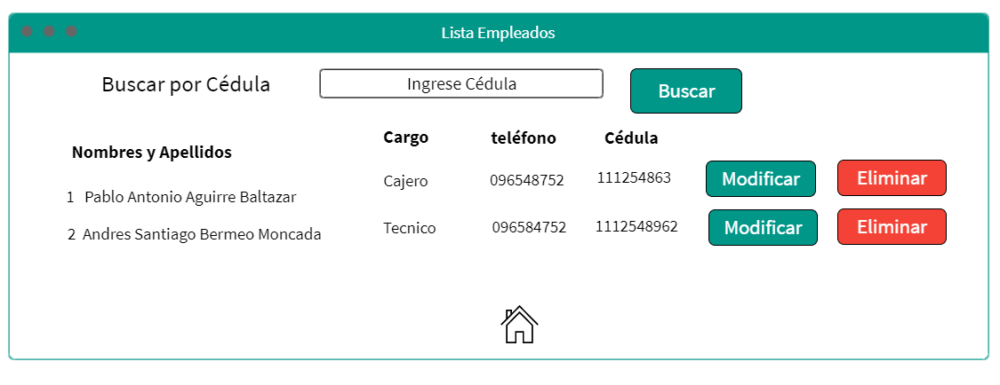 Lista Empleados
Buscar por Cédula Ingrese Cédula Buscar
Nombres y Apellidos Cargo teléfono Cédula
1 Pablo Antonio Aguirre Baltazar Cajero 096548752 111254863 Modificar Eliminar
2 Andres Santiago Bermeo Moncada Tecnico 096584752 1112548962 Modificar Eliminar